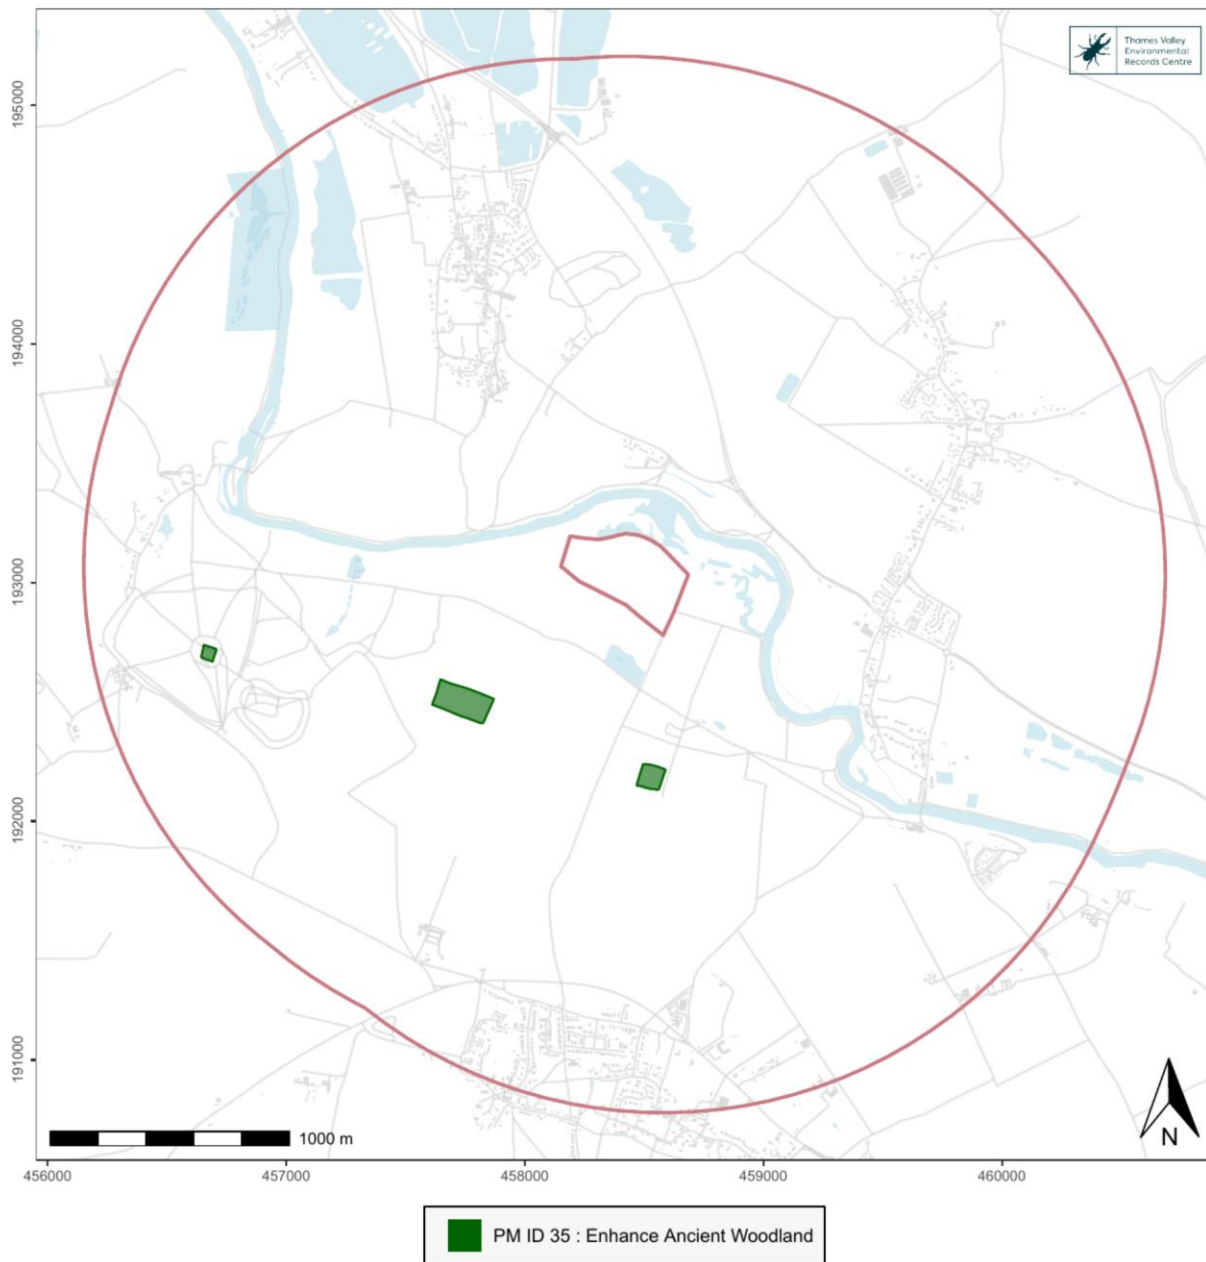 Thames Valley
Environmental
Records Centre
195000
194000
193000
192000
191000
1000 m
N
456000
457000
458000
459000
460000
PM ID 35 : Enhance Ancient Woodland